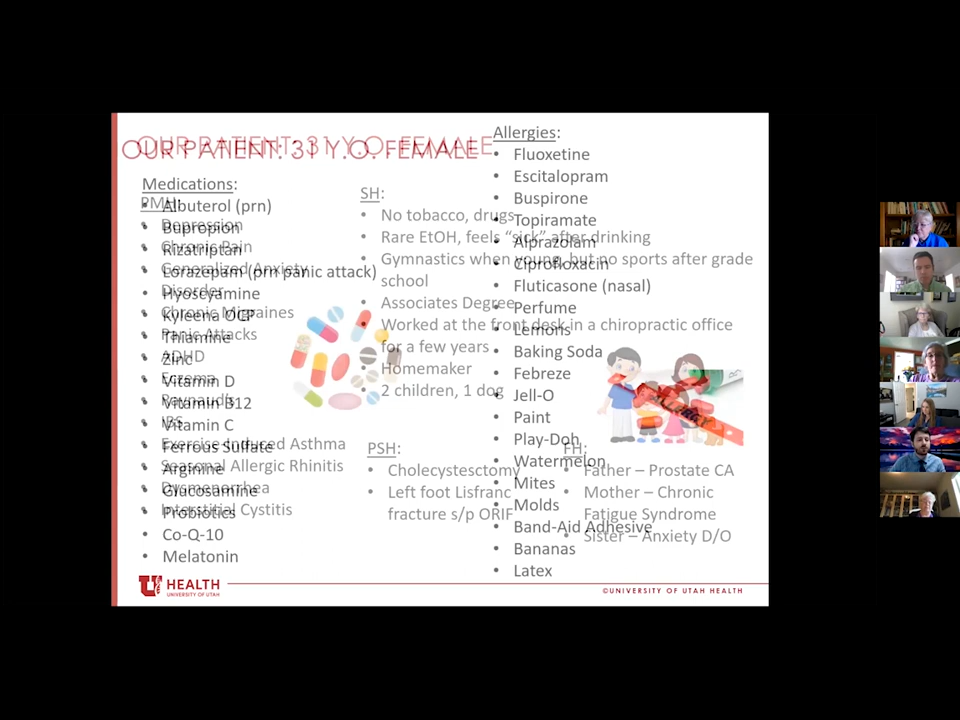 OUR PATIENT: 31 Y.O. FEMALE
OUR PATIENT: 31 Y.O. FEMALE
Medications:
Albuterol (prn)
Bupropion
Rizatriptan
Lorazepam (prn panic attack)
Hyoscyamine
Kyleena OCP
Thiamine
Zinc
Vitamin D
Vitamin B12
Vitamin C
Ferrous Sulfate
Arginine
Glucosamine
Probiotics
Co-Q-10
Melatonin
PMH:
Depression
Chronic Pain
Generalized Anxiety
Disorder
Chronic Migraines
Panic Attacks
ADHD
Eczema
Raynaud's
IBS
Exercise-Induced Asthma
Seasonal Allergic Rhinitis
Dysmenorrhea
Interstitial Cystitis
SH:
No tobacco, drugs
Rare EtOH, feels “sick” after drinking
Gymnastics when young, but no sports after grade
school
Associates Degree
Worked at the front desk in a chiropractic office
for a few years
Homemaker
2 children, 1 dog
PSH:
Cholecystesctomy
Left foot Lisfranc
fracture s/p ORIF
Allergies:
Fluoxetine
Escitalopram
Buspirone
Topiramate
Alprazolam
Ciprofloxacin
Fluticasone (nasal)
Perfume
Lemons
Baking Soda
Febreze
Jell-O
Paint
Play-Doh
Watermelon
Mites
Molds
Band-Aid Adhesive
Bananas
Latex
FH:
Father – Prostate CA
Mother – Chronic
Fatigue Syndrome
Sister – Anxiety D/O
HEALTH
UNIVERSITY OF UTAH
©UNIVERSITY OF UTAH HEALTH